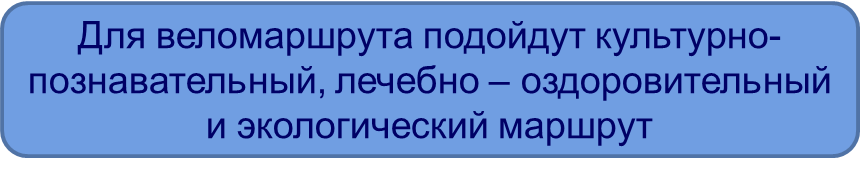 Для веломаршрута подойдут культурно-
познавательный, лечебно – оздоровительный
и экологический маршрут